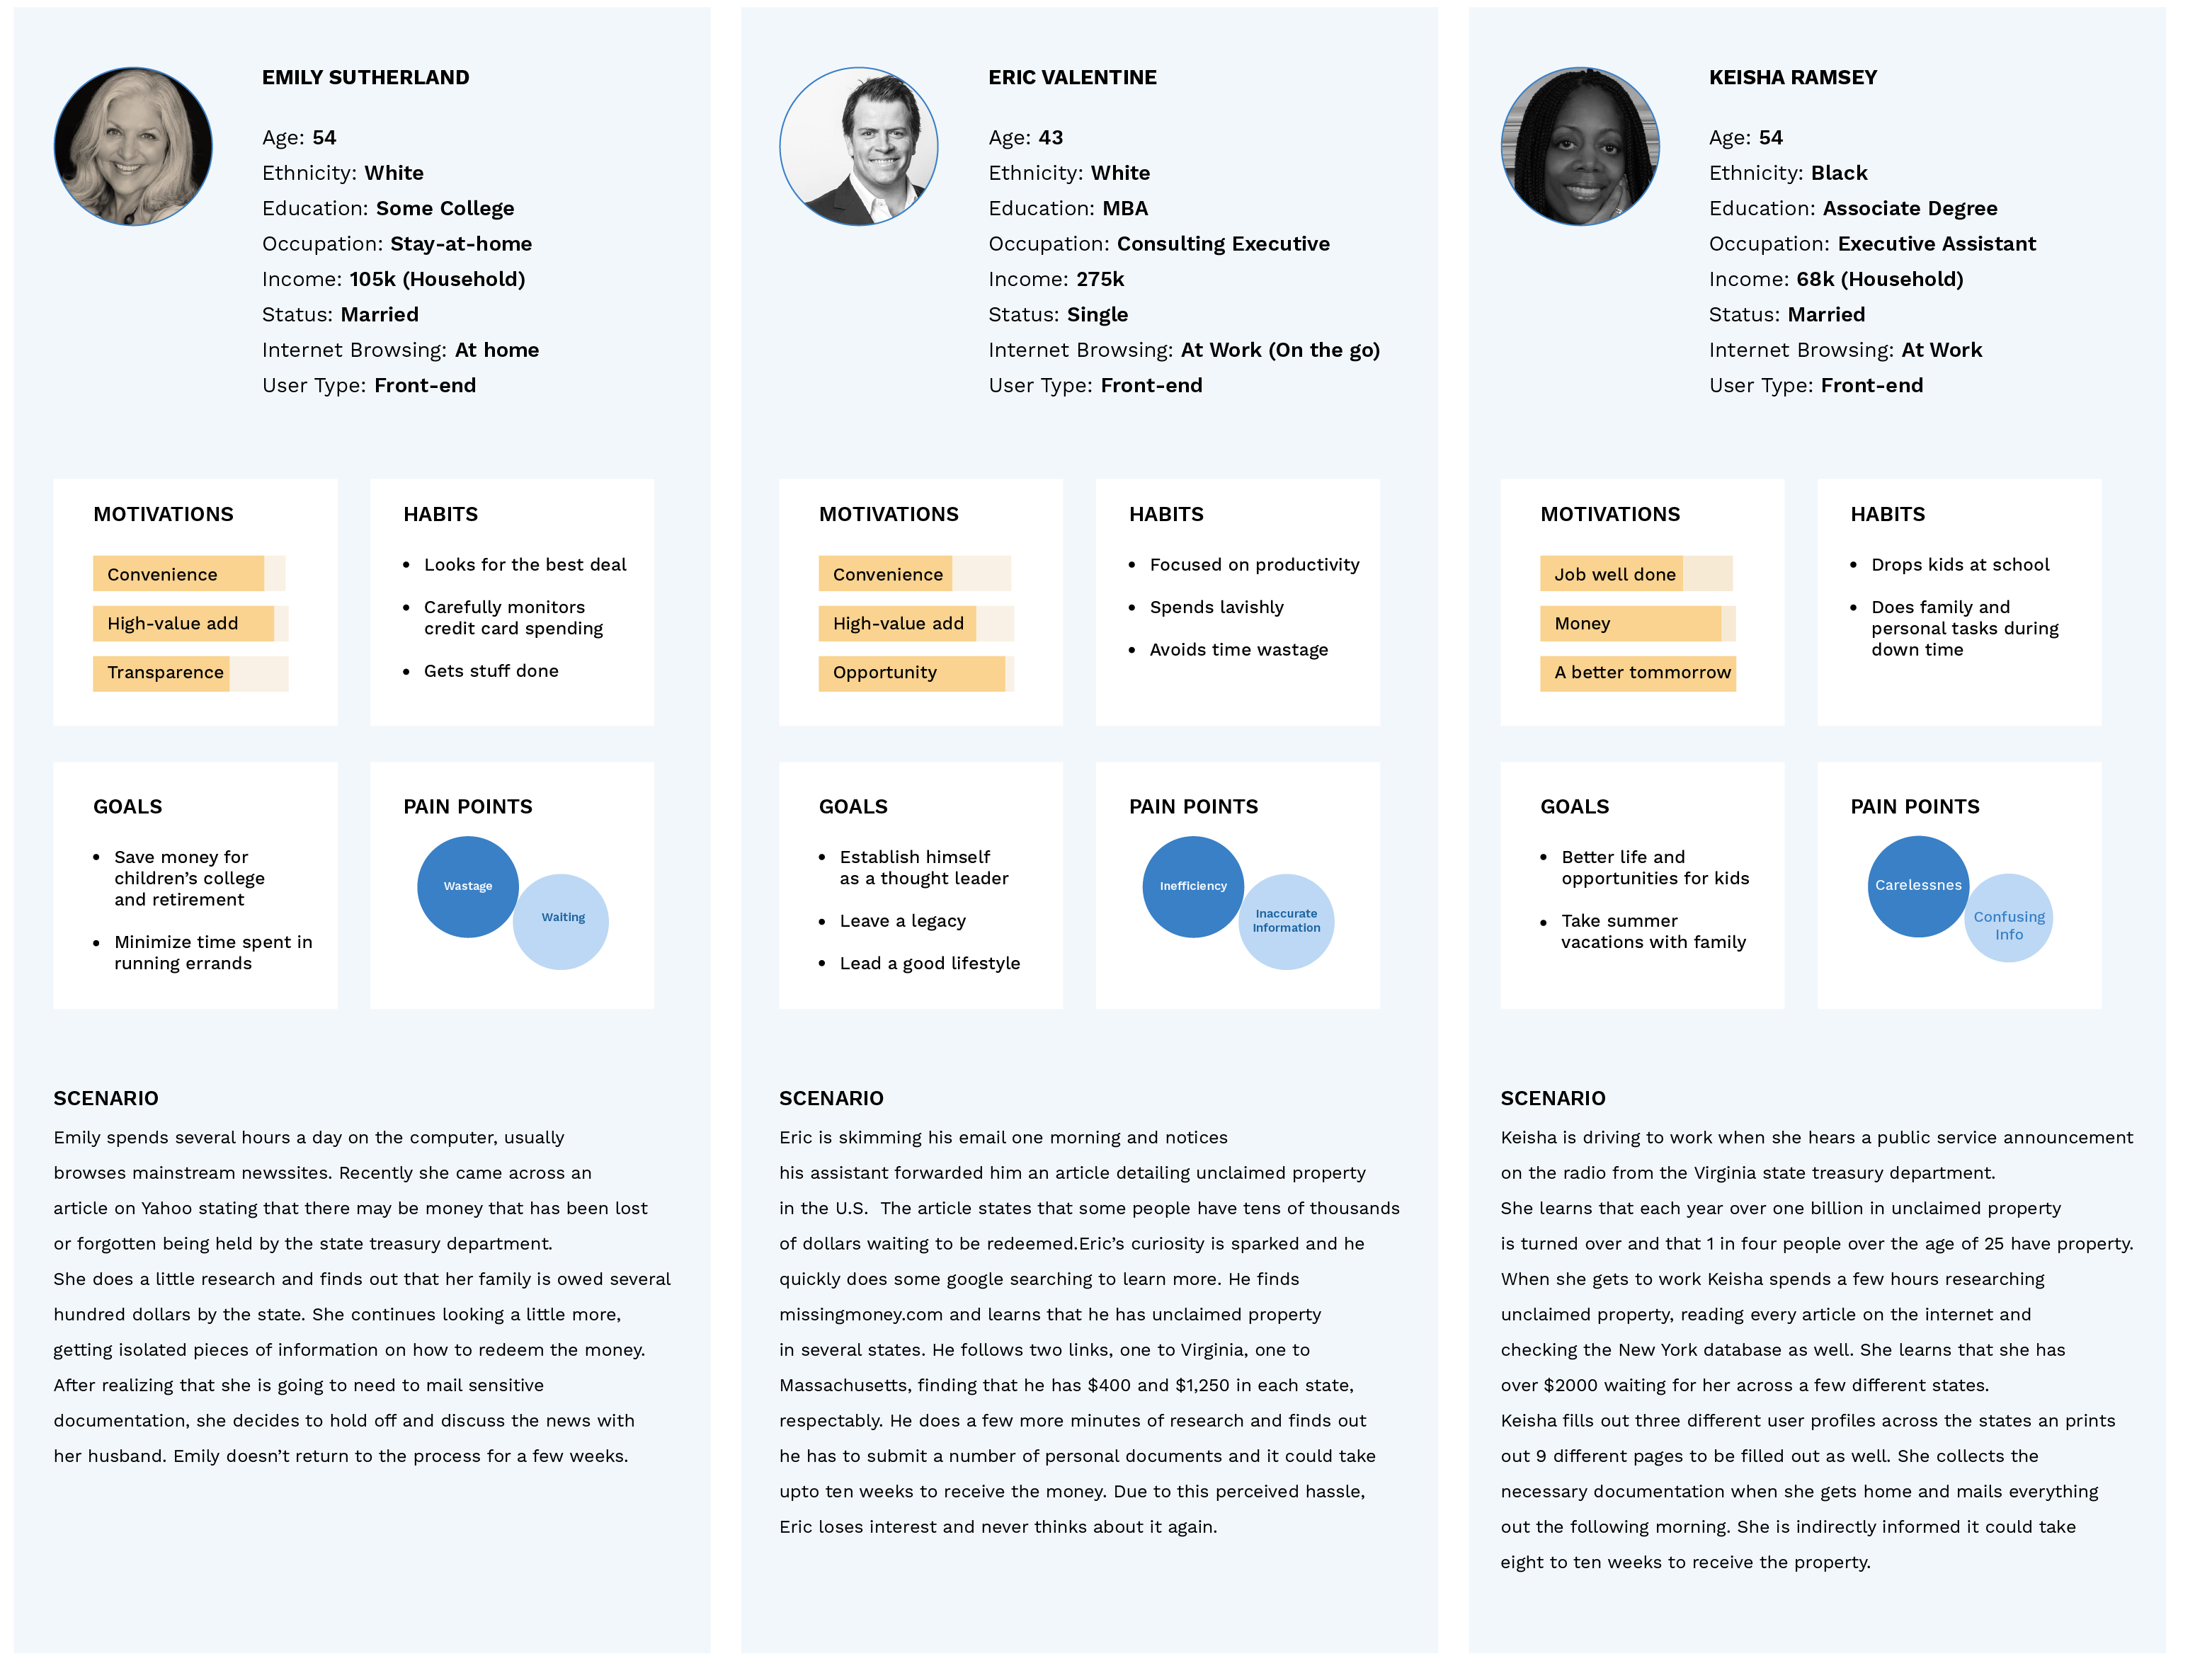 EMILY SUTHERLAND
Age: 54
Ethnicity: White
Education: Some College
Occupation: Stay-at-home
Income: 105k (Household)
Status: Married
Internet Browsing: At home
User Type: Front-end
MOTIVATIONS
Convenience
High-value add
Transparence
HABITS
• Looks for the best deal
• Carefully monitors
credit card spending
• Gets stuff done
GOALS
• Save money for
children’s college
and retirement
• Minimize time spent in
running errands
PAIN POINTS
Wastage
Waiting
SCENARIO
Emily spends several hours a day on the computer, usually
browses mainstream newssites. Recently she came across an
article on Yahoo stating that there may be money that has been lost
or forgotten being held by the state treasury department.
She does a little research and finds out that her family is owed several
hundred dollars by the state. She continues looking a little more,
getting isolated pieces of information on how to redeem the money.
After realizing that she is going to need to mail sensitive
documentation, she decides to hold off and discuss the news with
her husband. Emily doesn’t return to the process for a few weeks.
ERIC VALENTINE
Age: 43
Ethnicity: White
Education: MBA
Occupation: Consulting Executive
Income: 275k
Status: Single
Internet Browsing: At Work (On the go)
User Type: Front-end
MOTIVATIONS
Convenience
High-value add
Opportunity
HABITS
• Focused on productivity
• Spends lavishly
• Avoids time wastage
GOALS
• Establish himself
as a thought leader
• Leave a legacy
• Lead a good lifestyle
PAIN POINTS
Inefficiency
Inaccurate
Information
SCENARIO
Eric is skimming his email one morning and notices
his assistant forwarded him an article detailing unclaimed property
in the U.S.  The article states that some people have tens of thousands
of dollars waiting to be redeemed.Eric’s curiosity is sparked and he
quickly does some google searching to learn more. He finds
missingmoney.com and learns that he has unclaimed property
in several states. He follows two links, one to Virginia, one to
Massachusetts, finding that he has $400 and $1,250 in each state,
respectably. He does a few more minutes of research and finds out
he has to submit a number of personal documents and it could take
upto ten weeks to receive the money. Due to this perceived hassle,
Eric loses interest and never thinks about it again.
KEISHA RAMSEY
Age: 54
Ethnicity: Black
Education: Associate Degree
Occupation: Executive Assistant
Income: 68k (Household)
Status: Married
Internet Browsing: At Work
User Type: Front-end
MOTIVATIONS
Job well done
Money
A better tommorrow
HABITS
• Drops kids at school
• Does family and
personal tasks during
down time
GOALS
• Better life and
opportunities for kids
• Take summer
vacations with family
PAIN POINTS
Carelessnes
Confusing
Info
SCENARIO
Keisha is driving to work when she hears a public service announcement
on the radio from the Virginia state treasury department.
She learns that each year over one billion in unclaimed property
is turned over and that 1 in four people over the age of 25 have property.
When she gets to work Keisha spends a few hours researching
unclaimed property, reading every article on the internet and
checking the New York database as well. She learns that she has
over $2000 waiting for her across a few different states.
Keisha fills out three different user profiles across the states an prints
out 9 different pages to be filled out as well. She collects the
necessary documentation when she gets home and mails everything
out the following morning. She is indirectly informed it could take
eight to ten weeks to receive the property.